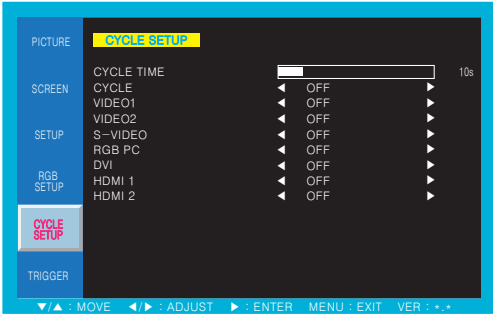 PICTURE
SCREEN
SETUP
RGB
SETUP
CYCLE
SETUP
TRIGGER
CYCLE SETUP
CYCLE TIME 10s
CYCLE ◀ OFF ▶
VIDEO1 ◀ OFF ▶
VIDEO2 ◀ OFF ▶
S-VIDEO ◀ OFF ▶
RGB PC ◀ OFF ▶
DVI ◀ OFF ▶
HDMI 1 ◀ OFF ▶
HDMI 2 ◀ OFF ▶
▼/▲ : MOVE ◀/▶ : ADJUST ▶ : ENTER MENU : EXIT VER : *.*